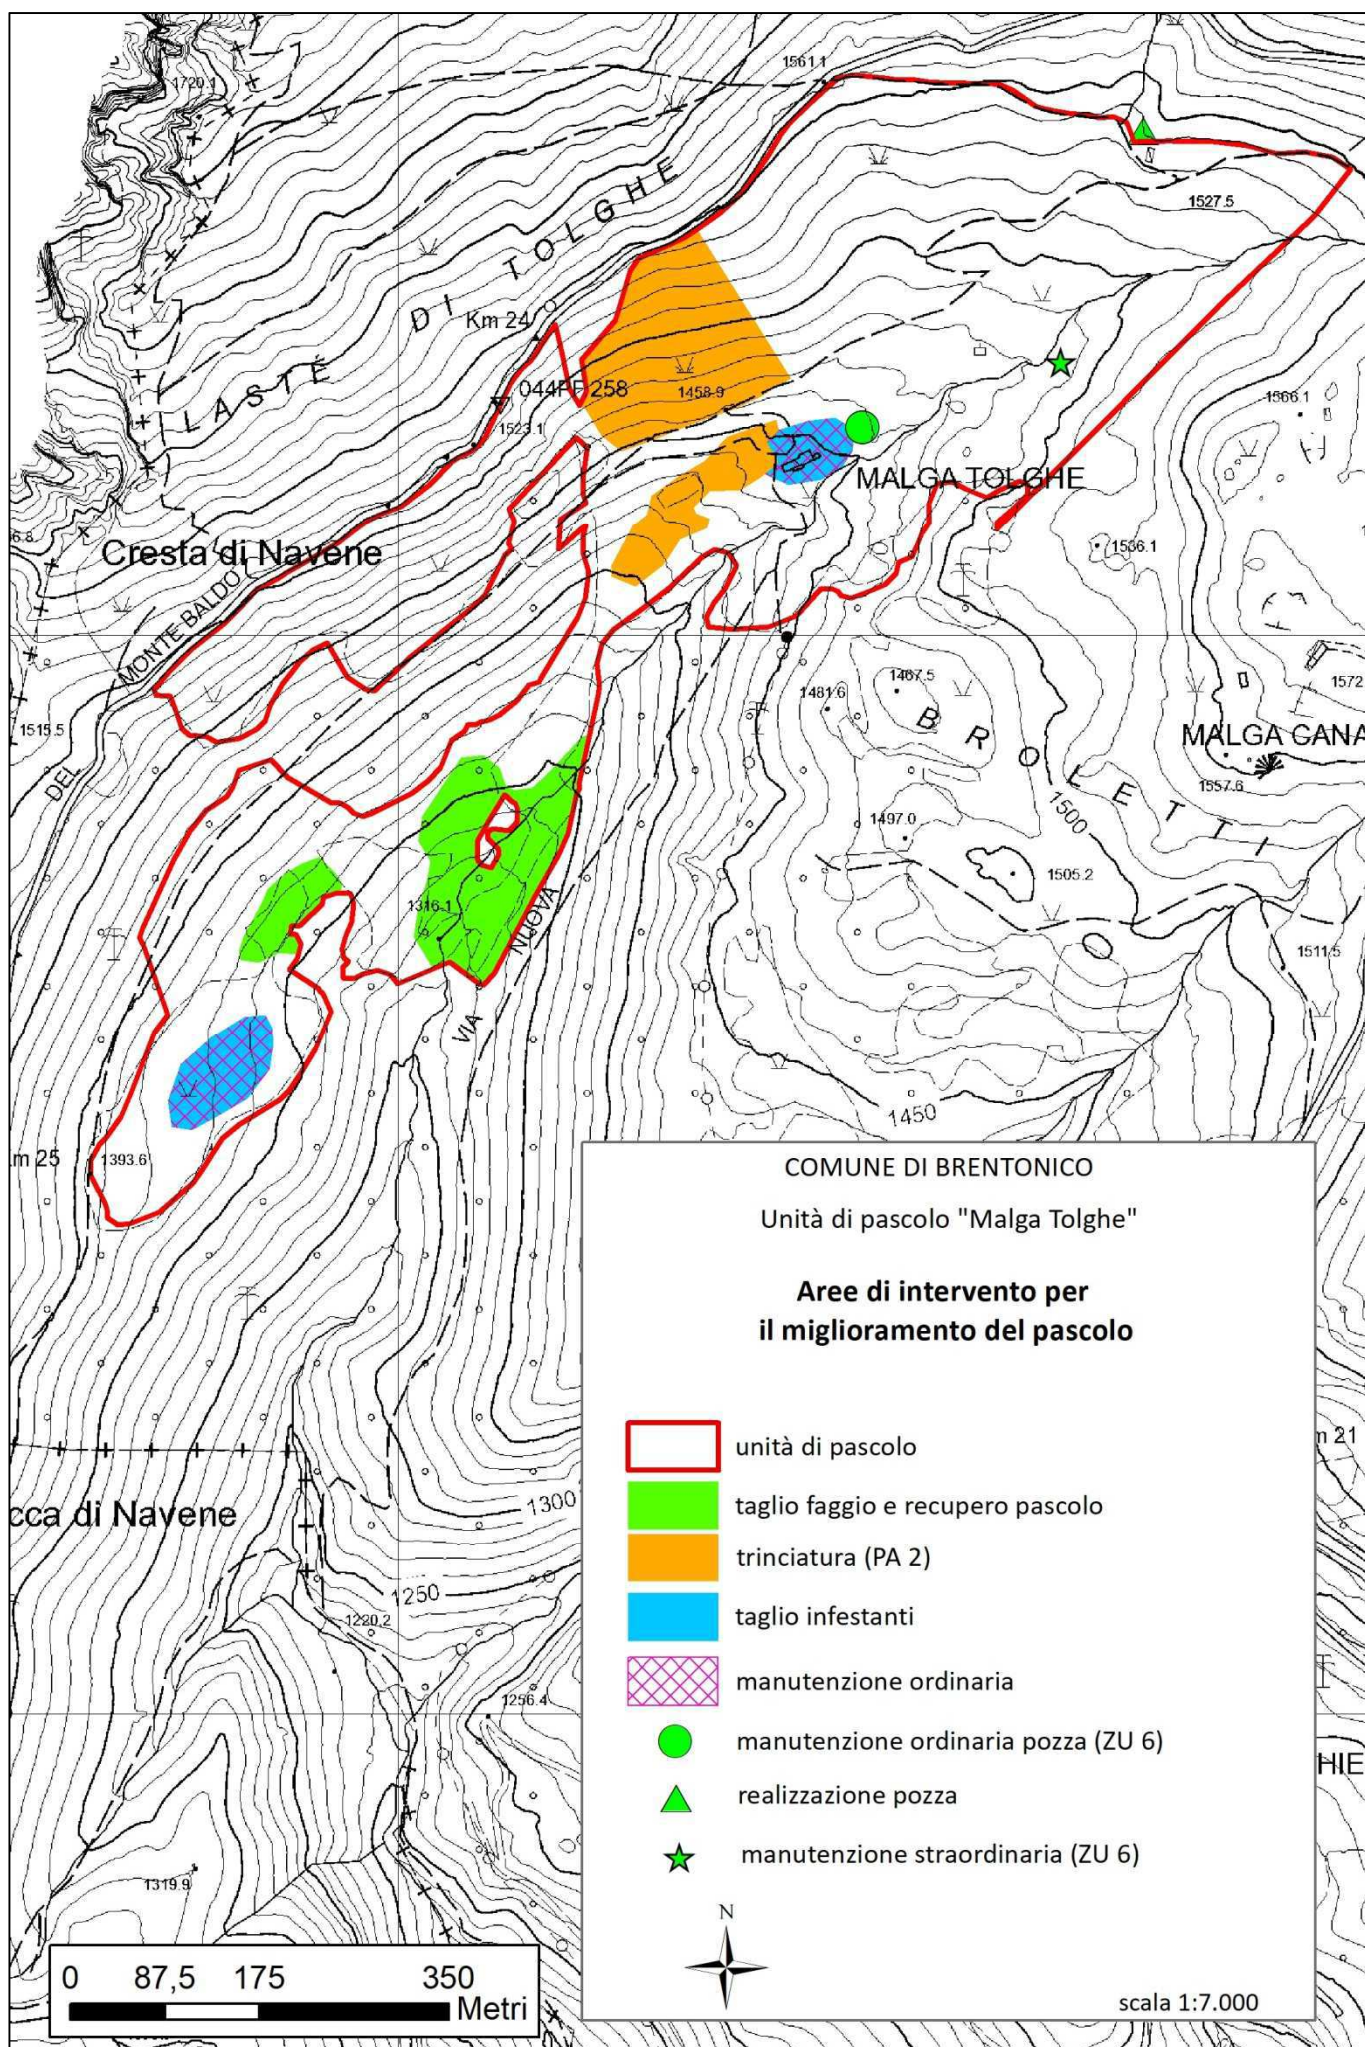 1720.1
1561.1
1527.5
LASTÉ DI TOLGHE
Km 24
044PF 258
1523.1
1458.9
1566.1
MALGA TOLGHE
6.8
Cresta di Navene
1536.1
DEL MONTE BALDO
1467.5
1481.6
1515.5
1572
BROLETTI
MALGA CANA
1557.6
1500
1497.0
1505.2
1316.1
VIA NUOVA
1511.5
1450
m 25
1393.6
COMUNE DI BRENTONICO
Unità di pascolo "Malga Tolghe"
Aree di intervento per
il miglioramento del pascolo
unità di pascolo
taglio faggio e recupero pascolo
trinciatura (PA 2)
taglio infestanti
manutenzione ordinaria
manutenzione ordinaria pozza (ZU 6)
realizzazione pozza
manutenzione straordinaria (ZU 6)
N
scala 1:7.000
m 21
1300
cca di Navene
1250
1220.2
1256.4
HIE
1319.9
0 87,5 175 350
Metri